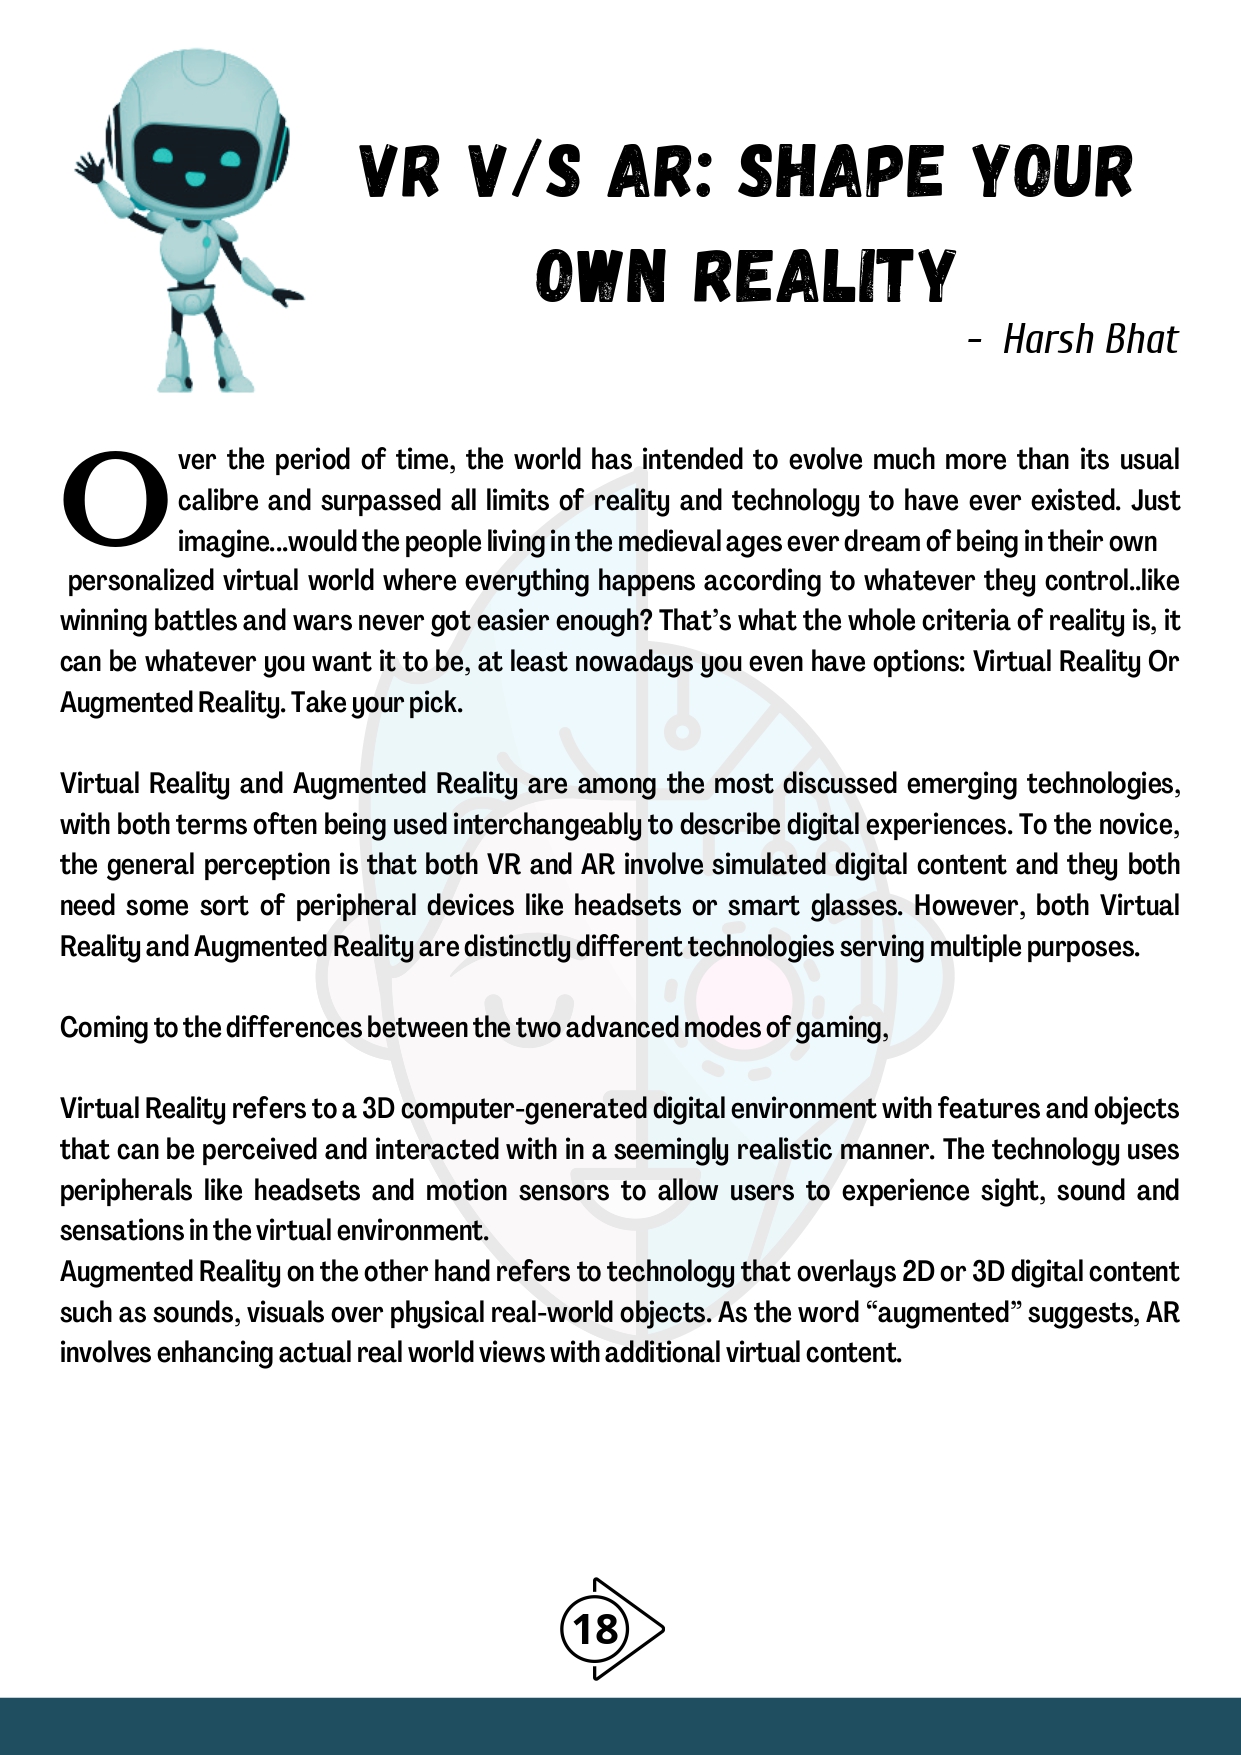 VR V/S AR: SHAPE YOUR
OWN REALITY
- Harsh Bhat
Over the period of time, the world has intended to evolve much more than its usual
calibre and surpassed all limits of reality and technology to have ever existed. Just
imagine...would the people living in the medieval ages ever dream of being in their own
personalized virtual world where everything happens according to whatever they control..like
winning battles and wars never got easier enough? That’s what the whole criteria of reality is, it
can be whatever you want it to be, at least nowadays you even have options: Virtual Reality Or
Augmented Reality. Take your pick.
Virtual Reality and Augmented Reality are among the most discussed emerging technologies,
with both terms often being used interchangeably to describe digital experiences. To the novice,
the general perception is that both VR and AR involve simulated digital content and they both
need some sort of peripheral devices like headsets or smart glasses. However, both Virtual
Reality and Augmented Reality are distinctly different technologies serving multiple purposes.
Coming to the differences between the two advanced modes of gaming,
Virtual Reality refers to a 3D computer-generated digital environment with features and objects
that can be perceived and interacted with in a seemingly realistic manner. The technology uses
peripherals like headsets and motion sensors to allow users to experience sight, sound and
sensations in the virtual environment.
Augmented Reality on the other hand refers to technology that overlays 2D or 3D digital content
such as sounds, visuals over physical real-world objects. As the word “augmented” suggests, AR
involves enhancing actual real world views with additional virtual content.
18